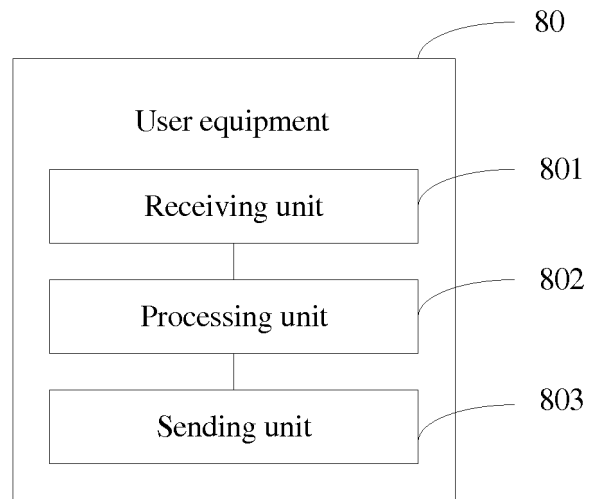 80
User equipment
801
Receiving unit
802
Processing unit
803
Sending unit